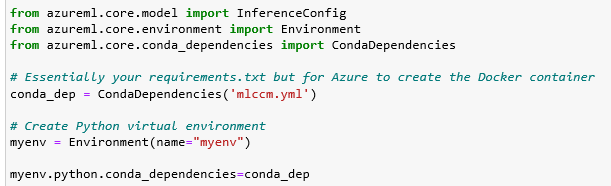 from azureml.core.model import InferenceConfig
from azureml.core.environment import Environment
from azureml.core.conda_dependencies import CondaDependencies
# Essentially your requirements.txt but for Azure to create the Docker container
conda_dep = CondaDependencies('mlccm.yml')
# Create Python virtual environment
myenv = Environment(name="myenv")
myenv.python.conda_dependencies=conda_dep